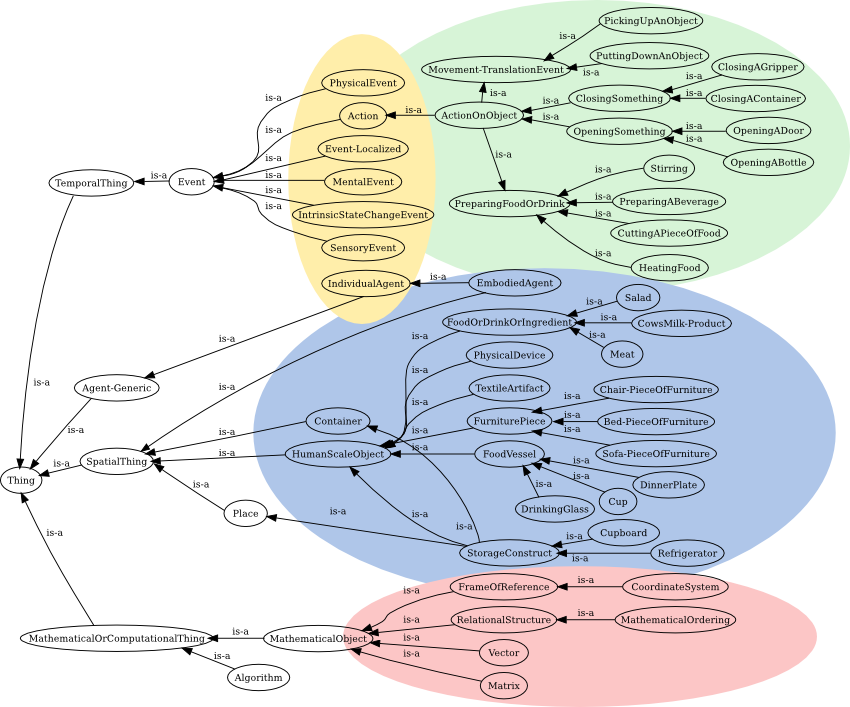 PickingUpAnObject
is-a
PuttingDownAnObject
Movement-TranslationEvent
is-a
ClosingAGripper
is-a
PhysicalEvent
is-a
is-a
ClosingSomething
is-a
ClosingAContainer
is-a
Action
is-a
ActionOnObject
is-a
is-a
OpeningSomething
is-a
OpeningADoor
is-a
Event-Localized
is-a
is-a
OpeningABottle
is-a
Stirring
TemporalThing
is-a
Event
is-a
MentalEvent
is-a
is-a
PreparingABeverage
PreparingFoodOrDrink
is-a
IntrinsicStateChangeEvent
is-a
CuttingAPieceOfFood
SensoryEvent
is-a
HeatingFood
IndividualAgent
is-a
EmbodiedAgent
Salad
is-a
FoodOrDrinkOrIngredient
is-a
CowsMilk-Product
is-a
is-a
is-a
Meat
PhysicalDevice
is-a
is-a
is-a
Agent-Generic
is-a
TextileArtifact
Chair-PieceOfFurniture
is-a
is-a
Container
FurniturePiece
is-a
Bed-PieceOfFurniture
is-a
is-a
is-a
is-a
HumanScaleObject
is-a
FoodVessel
Sofa-PieceOfFurniture
is-a
SpatialThing
is-a
is-a
Thing
is-a
is-a
is-a
DinnerPlate
Cup
DrinkingGlass
Place
is-a
is-a
is-a
is-a
Cupboard
is-a
StorageConstruct
is-a
Refrigerator
is-a
FrameOfReference
is-a
CoordinateSystem
is-a
RelationalStructure
is-a
MathematicalOrdering
MathematicalOrComputationalThing
is-a
MathematicalObject
is-a
is-a
Vector
is-a
Algorithm
Matrix